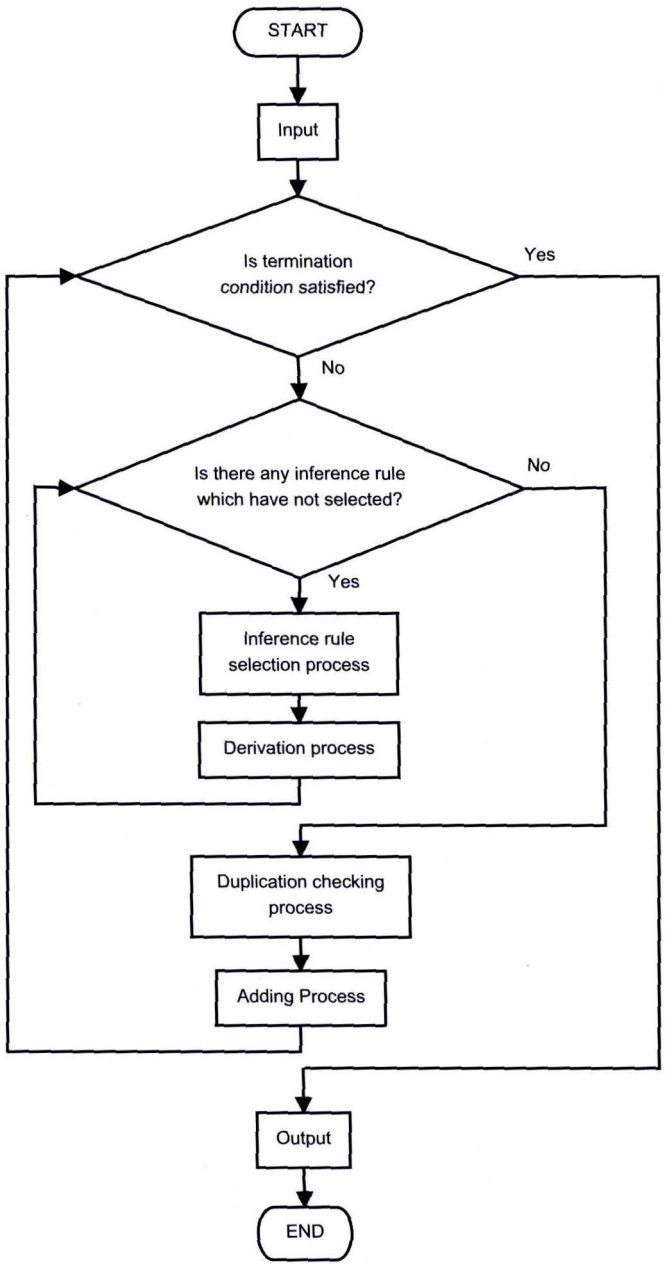 START
Input
Is termination
condition satisfied?
Yes
No
Is there any inference rule
which have not selected?
No
Yes
Inference rule
selection process
Derivation process
Duplication checking
process
Adding Process
Output
END